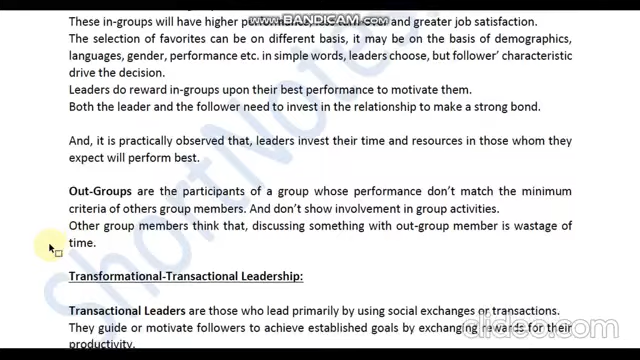 These in-groups will have higher performance, less turnover and greater job satisfaction.
www.BANDICAM.com
The selection of favorites can be on different basis, it may be on the basis of demographics,
languages, gender, performance etc. in simple words, leaders choose, but follower' characteristic
drive the decision.
Leaders do reward in-groups upon their best performance to motivate them.
Both the leader and the follower need to invest in the relationship to make a strong bond.
And, it is practically observed that, leaders invest their time and resources in those whom they
expect will perform best.
Out-Groups are the participants of a group whose performance don't match the minimum
criteria of others group members. And don't show involvement in group activities.
Other group members think that, discussing something with out-group member is wastage of
time.
Transformational-Transactional Leadership:
Transactional Leaders are those who lead primarily by using social exchanges or transactions.
They guide or motivate followers to achieve established goals by exchanging rewards for their
productivity.
ShortNotes
clideo.com